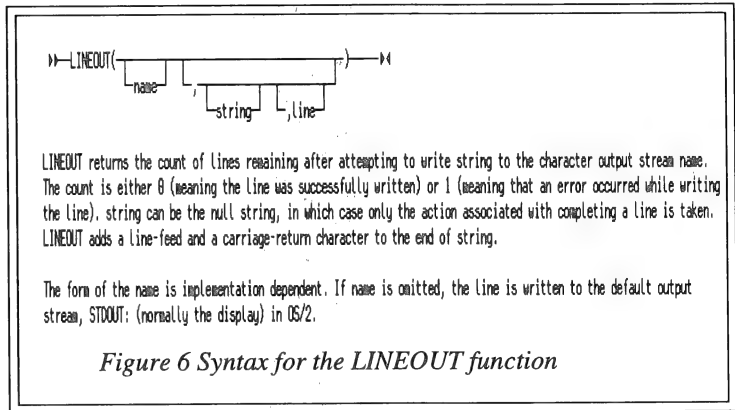 LINEOUT( )
name ,
string ,line
LINEOUT returns the count of lines remaining after attempting to write string to the character output stream name.
The count is either 0 (meaning the line was successfully written) or 1 (meaning that an error occurred while writing
the line). string can be the null string, in which case only the action associated with completing a line is taken.
LINEOUT adds a line-feed and a carriage-return character to the end of string.
The form of the name is implementation dependent. If name is omitted, the line is written to the default output
stream, STDOUT: (normally the display) in OS/2.
Figure 6 Syntax for the LINEOUT function